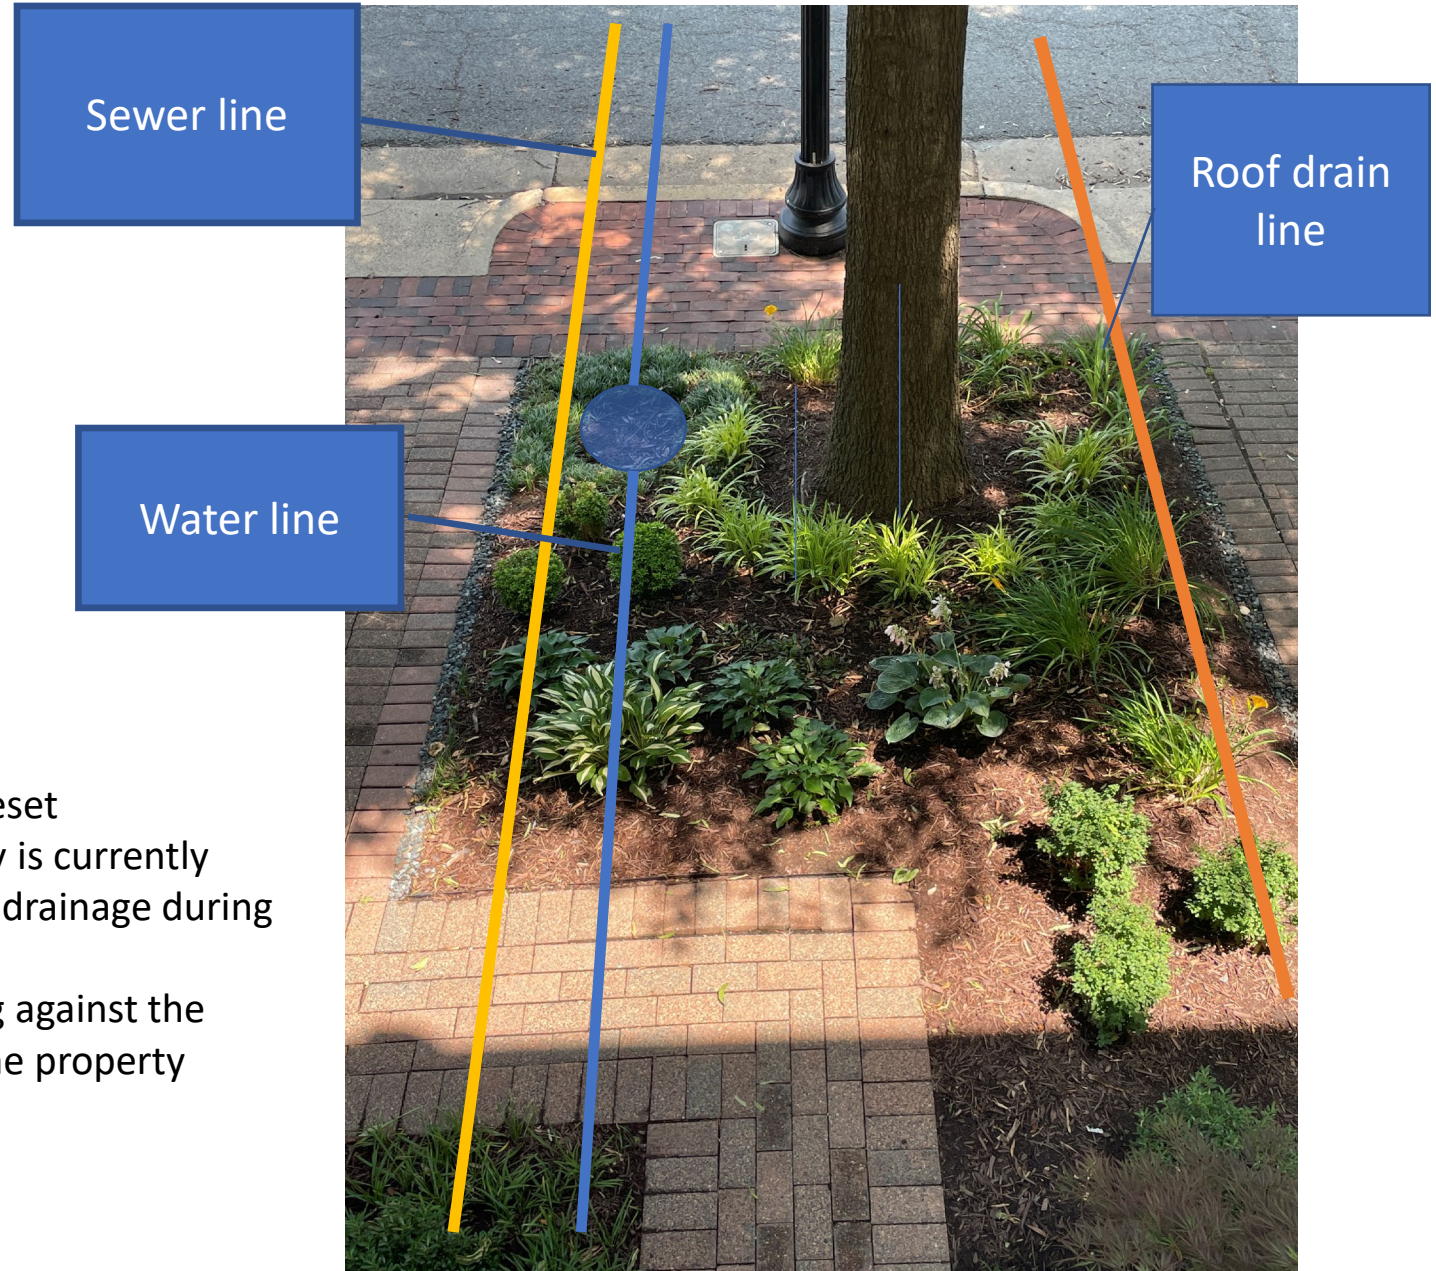 Sewer line
Roof drain
line
Water line
eset
y is currently
drainage during
g against the
e property